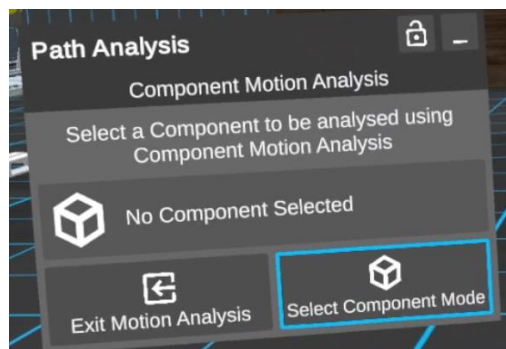 Path Analysis
Component Motion Analysis
Select a Component to be analysed using
Component Motion Analysis
No Component Selected
Exit Motion Analysis
Select Component Mode